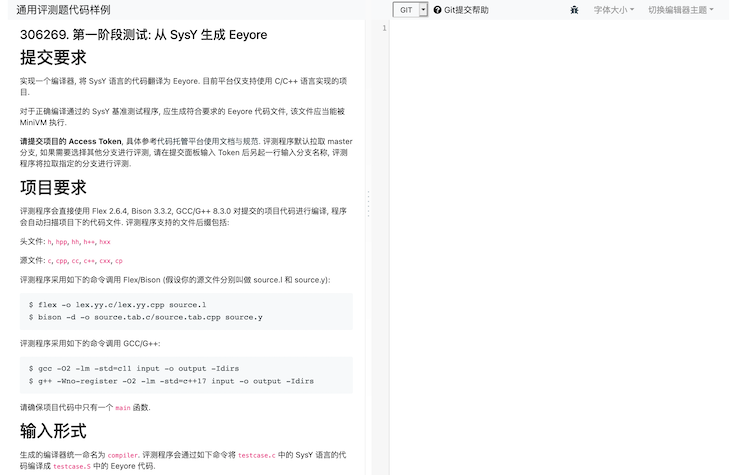 通用评测题代码样例
GIT
Git提交帮助
字体大小
切换编辑器主题
1
306269. 第一阶段测试: 从 SysY 生成 Eeyore
提交要求
实现一个编译器, 将 SysY 语言的代码翻译为 Eeyore. 目前平台仅支持使用 C/C++ 语言实现的项
目.
对于正确编译通过的 SysY 基准测试程序, 应生成符合要求的 Eeyore 代码文件, 该文件应当能被
MiniVM 执行.
请提交项目的 Access Token, 具体参考代码托管平台使用文档与规范. 评测程序默认拉取 master
分支, 如果需要选择其他分支进行评测, 请在提交面板输入 Token 后另起一行输入分支名称, 评测
程序将拉取指定的分支进行评测.
项目要求
评测程序会直接使用 Flex 2.6.4, Bison 3.3.2, GCC/G++ 8.3.0 对提交的项目代码进行编译, 程序
会自动扫描项目下的代码文件. 评测程序支持的文件后缀包括:
头文件: h, hpp, hh, h++, hxx
源文件: c, cpp, cc, c++, cxx, cp
评测程序采用如下的命令调用 Flex/Bison (假设你的源文件分别叫做 source.l 和 source.y):
$ flex -o lex.yy.c/lex.yy.cpp source.l
$ bison -d -o source.tab.c/source.tab.cpp source.y
评测程序采用如下的命令调用 GCC/G++:
$ gcc -O2 -lm -std=c11 input -o output -Idirs
$ g++ -Wno-register -O2 -lm -std=c++17 input -o output -Idirs
请确保项目代码中只有一个 main 函数.
输入形式
生成的编译器统一命名为 compiler. 评测程序会通过如下命令将 testcase.c 中的 SysY 语言的代
码编译成 testcase.S 中的 Eeyore 代码.